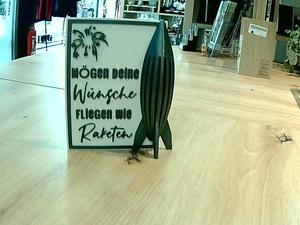 MÖGEN DEINE
Wünsche
FLIEGEN WIE
Raketen